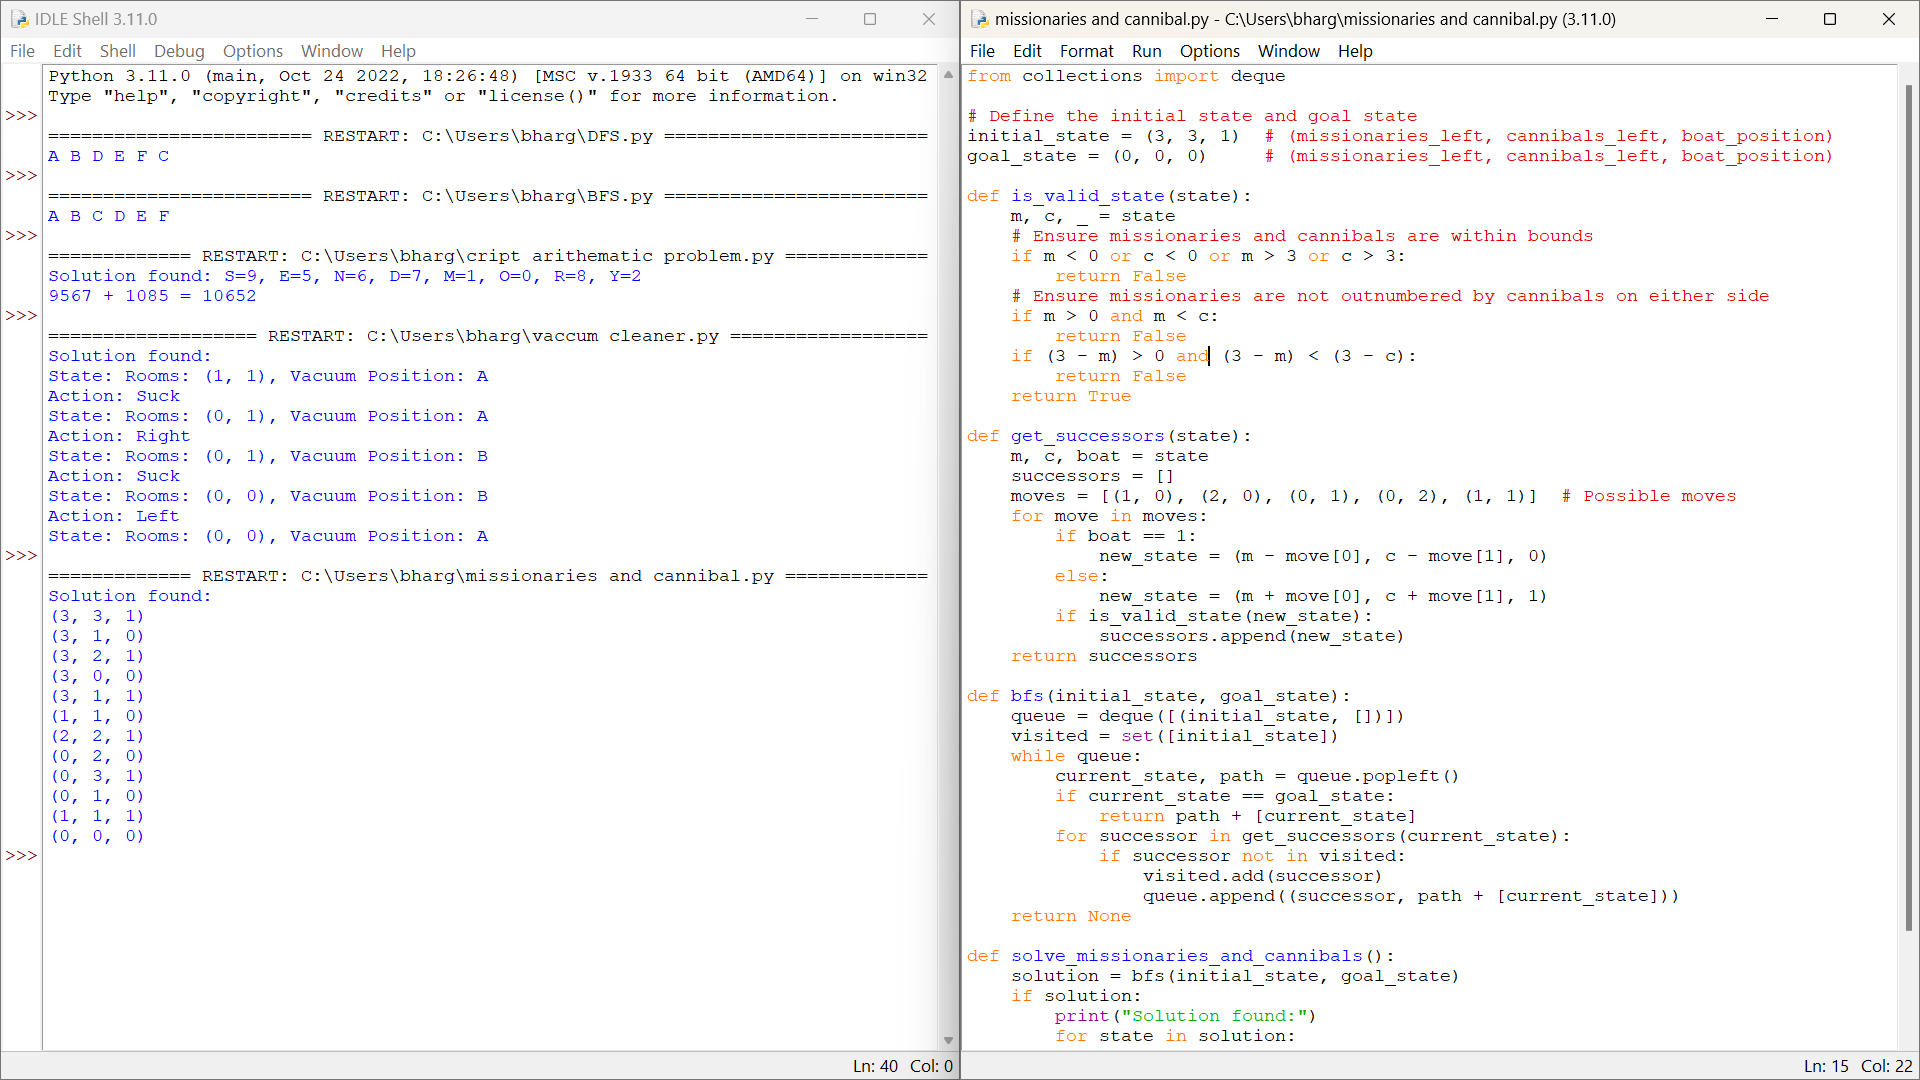 IDLE Shell 3.11.0
File Edit Shell Debug Options Window Help
Python 3.11.0 (main, Oct 24 2022, 18:26:48) [MSC v.1933 64 bit (AMD64)] on win32
Type "help", "copyright", "credits" or "license()" for more information.
>>>
======================== RESTART: C:\Users\bharg\DFS.py ========================
A B D E F C
>>>
======================== RESTART: C:\Users\bharg\BFS.py ========================
A B C D E F
>>>
============= RESTART: C:\Users\bharg\cript arithematic problem.py =============
Solution found: S=9, E=5, N=6, D=7, M=1, O=0, R=8, Y=2
9567 + 1085 = 10652
>>>
=================== RESTART: C:\Users\bharg\vaccum cleaner.py ==================
Solution found:
State: Rooms: (1, 1), Vacuum Position: A
Action: Suck
State: Rooms: (0, 1), Vacuum Position: A
Action: Right
State: Rooms: (0, 1), Vacuum Position: B
Action: Suck
State: Rooms: (0, 0), Vacuum Position: B
Action: Left
State: Rooms: (0, 0), Vacuum Position: A
>>>
============= RESTART: C:\Users\bharg\missionaries and cannibal.py =============
Solution found:
(3, 3, 1)
(3, 1, 0)
(3, 2, 1)
(3, 0, 0)
(3, 1, 1)
(1, 1, 0)
(2, 2, 1)
(0, 2, 0)
(0, 3, 1)
(0, 1, 0)
(1, 1, 1)
(0, 0, 0)
>>>
Ln: 40 Col: 0
missionaries and cannibal.py - C:\Users\bharg\missionaries and cannibal.py (3.11.0)
File Edit Format Run Options Window Help
from collections import deque
# Define the initial state and goal state
initial_state = (3, 3, 1)  # (missionaries_left, cannibals_left, boat_position)
goal_state = (0, 0, 0)     # (missionaries_left, cannibals_left, boat_position)
def is_valid_state(state):
    m, c, _ = state
    # Ensure missionaries and cannibals are within bounds
    if m < 0 or c < 0 or m > 3 or c > 3:
        return False
    # Ensure missionaries are not outnumbered by cannibals on either side
    if m > 0 and m < c:
        return False
    if (3 - m) > 0 and (3 - m) < (3 - c):
        return False
    return True
def get_successors(state):
    m, c, boat = state
    successors = []
    moves = [(1, 0), (2, 0), (0, 1), (0, 2), (1, 1)]  # Possible moves
    for move in moves:
        if boat == 1:
            new_state = (m - move[0], c - move[1], 0)
        else:
            new_state = (m + move[0], c + move[1], 1)
        if is_valid_state(new_state):
            successors.append(new_state)
    return successors
def bfs(initial_state, goal_state):
    queue = deque([(initial_state, [])])
    visited = set([initial_state])
    while queue:
        current_state, path = queue.popleft()
        if current_state == goal_state:
            return path + [current_state]
        for successor in get_successors(current_state):
            if successor not in visited:
                visited.add(successor)
                queue.append((successor, path + [current_state]))
    return None
def solve_missionaries_and_cannibals():
    solution = bfs(initial_state, goal_state)
    if solution:
        print("Solution found:")
        for state in solution:
Ln: 15 Col: 22